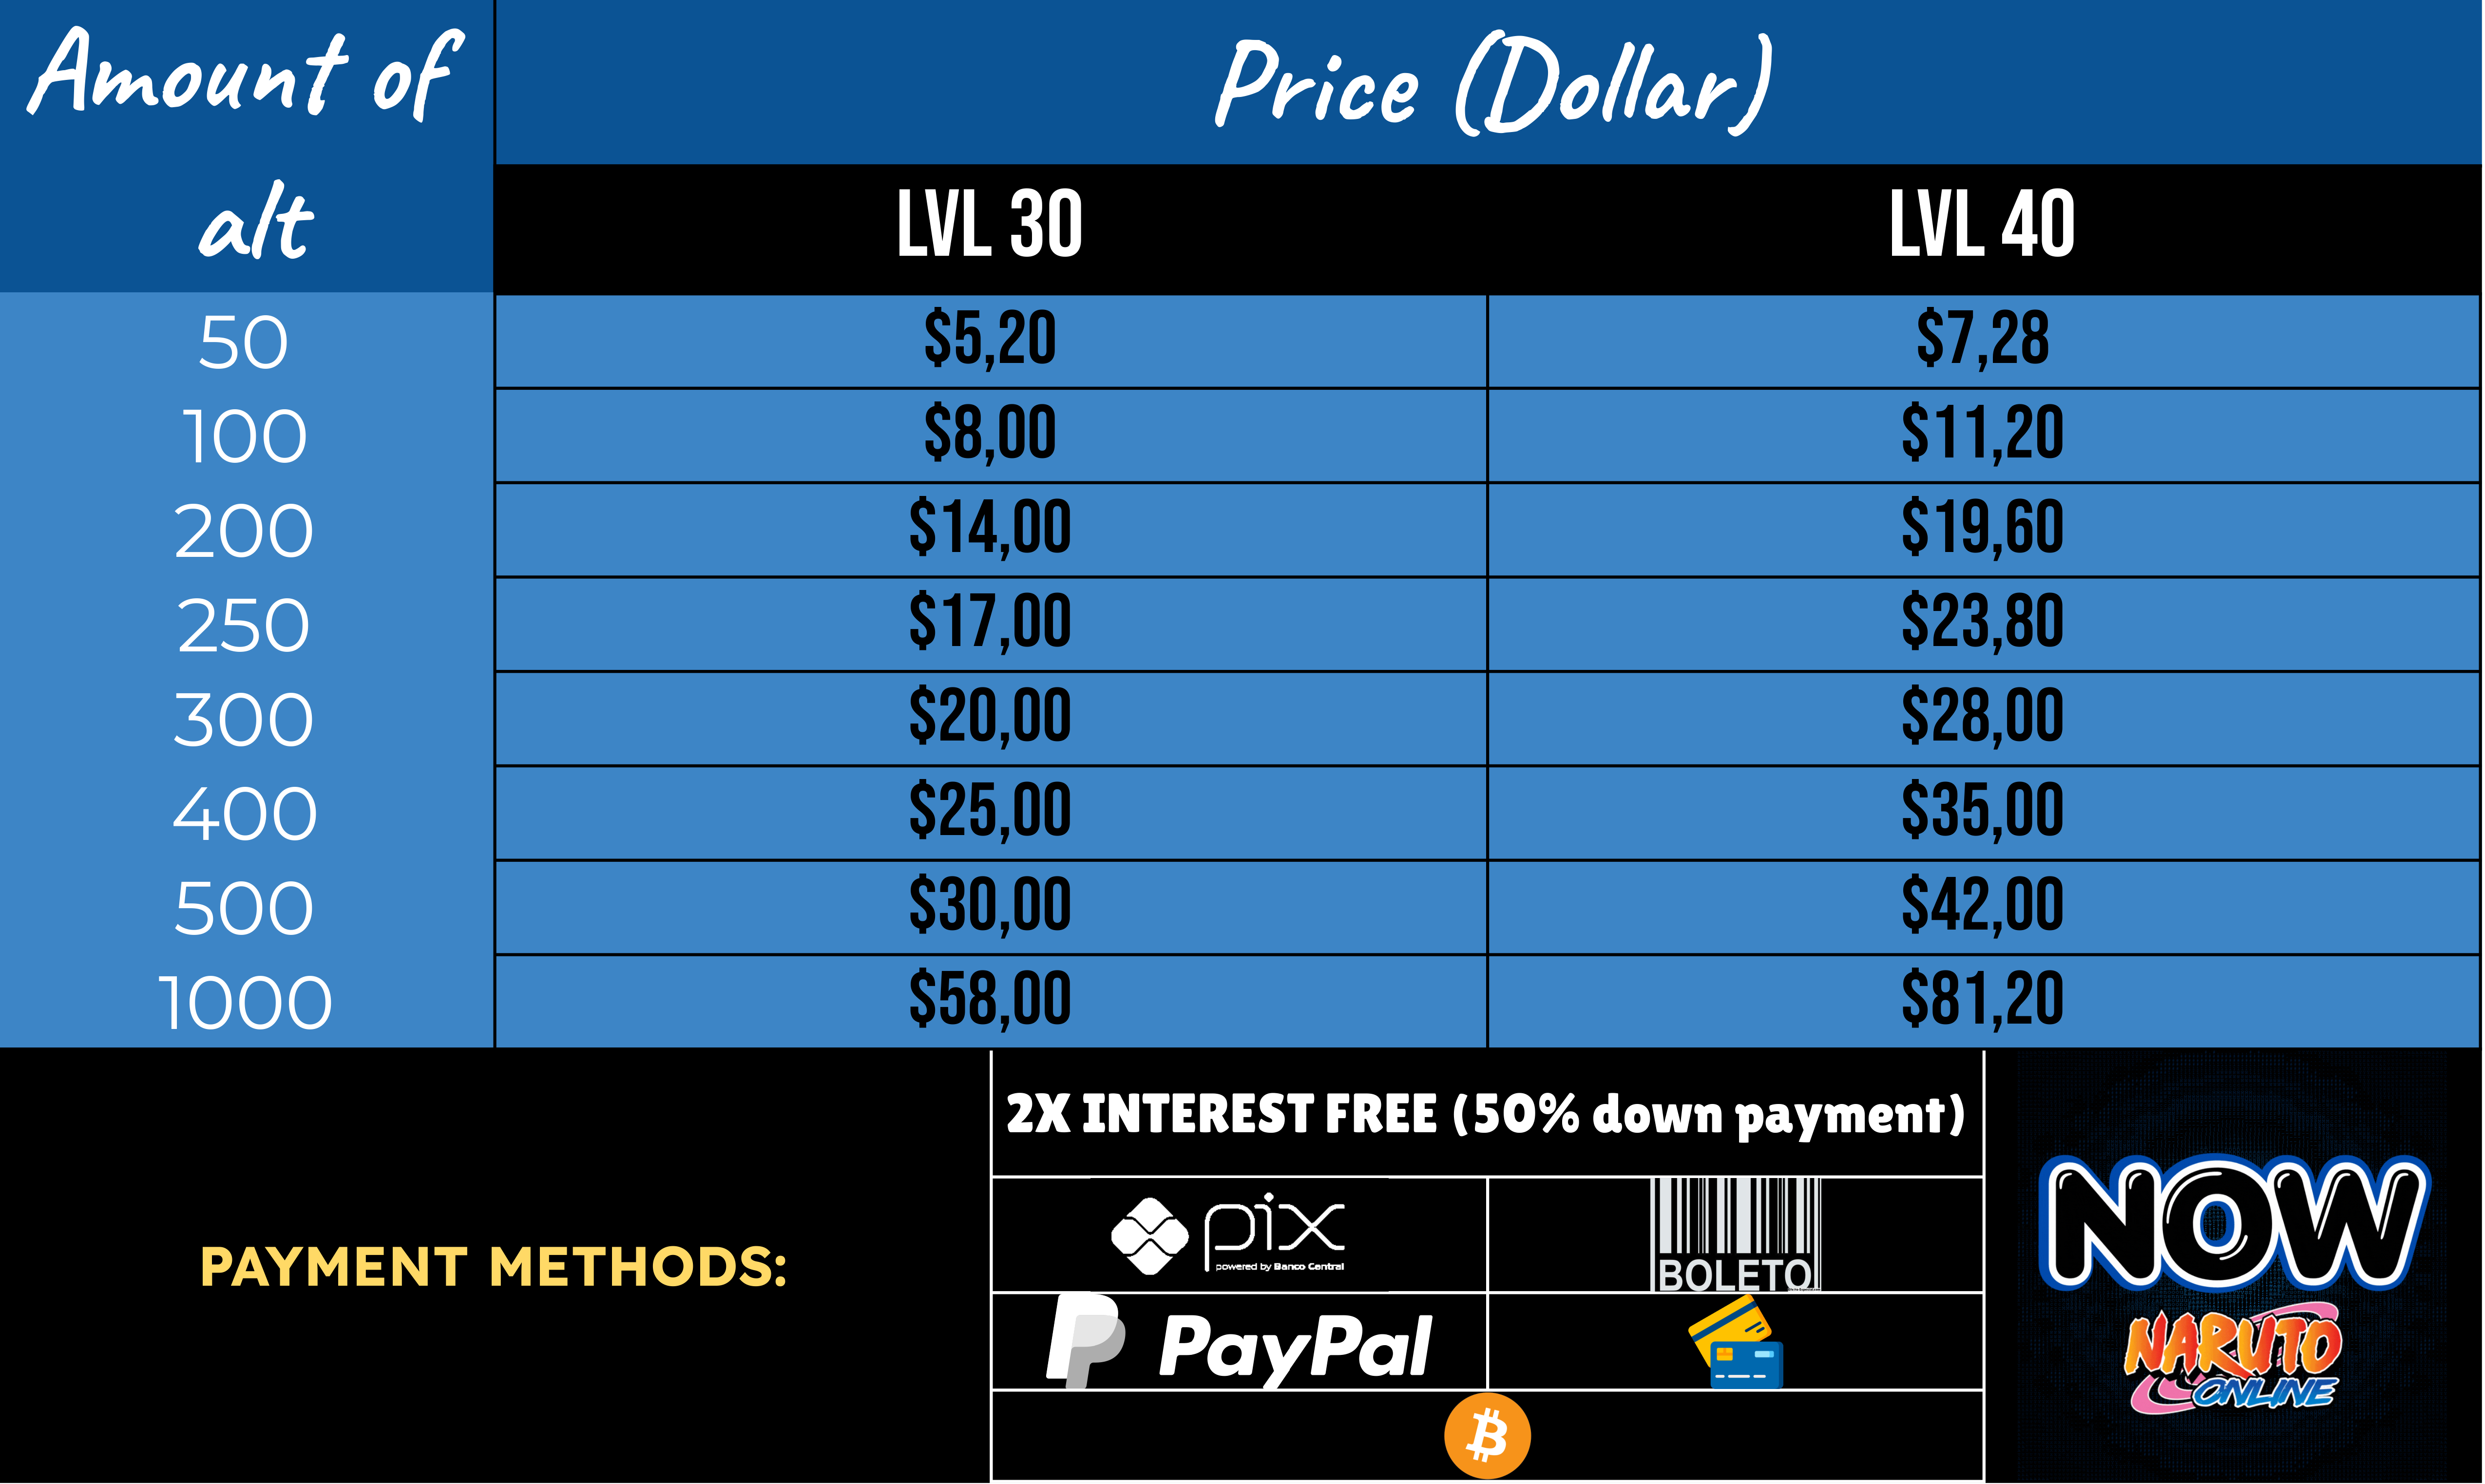 Amount of
alt
Price (Dollar)
LVL 30 LVL 40
50 $5,20 $7,28
100 $8,00 $11,20
200 $14,00 $19,60
250 $17,00 $23,80
300 $20,00 $28,00
400 $25,00 $35,00
500 $30,00 $42,00
1000 $58,00 $81,20
PAYMENT METHODS:
2X INTEREST FREE (50% down payment)
pix
powered by Banco Central
BOLETO
PayPal
NOW
NARUTO
ONLINE